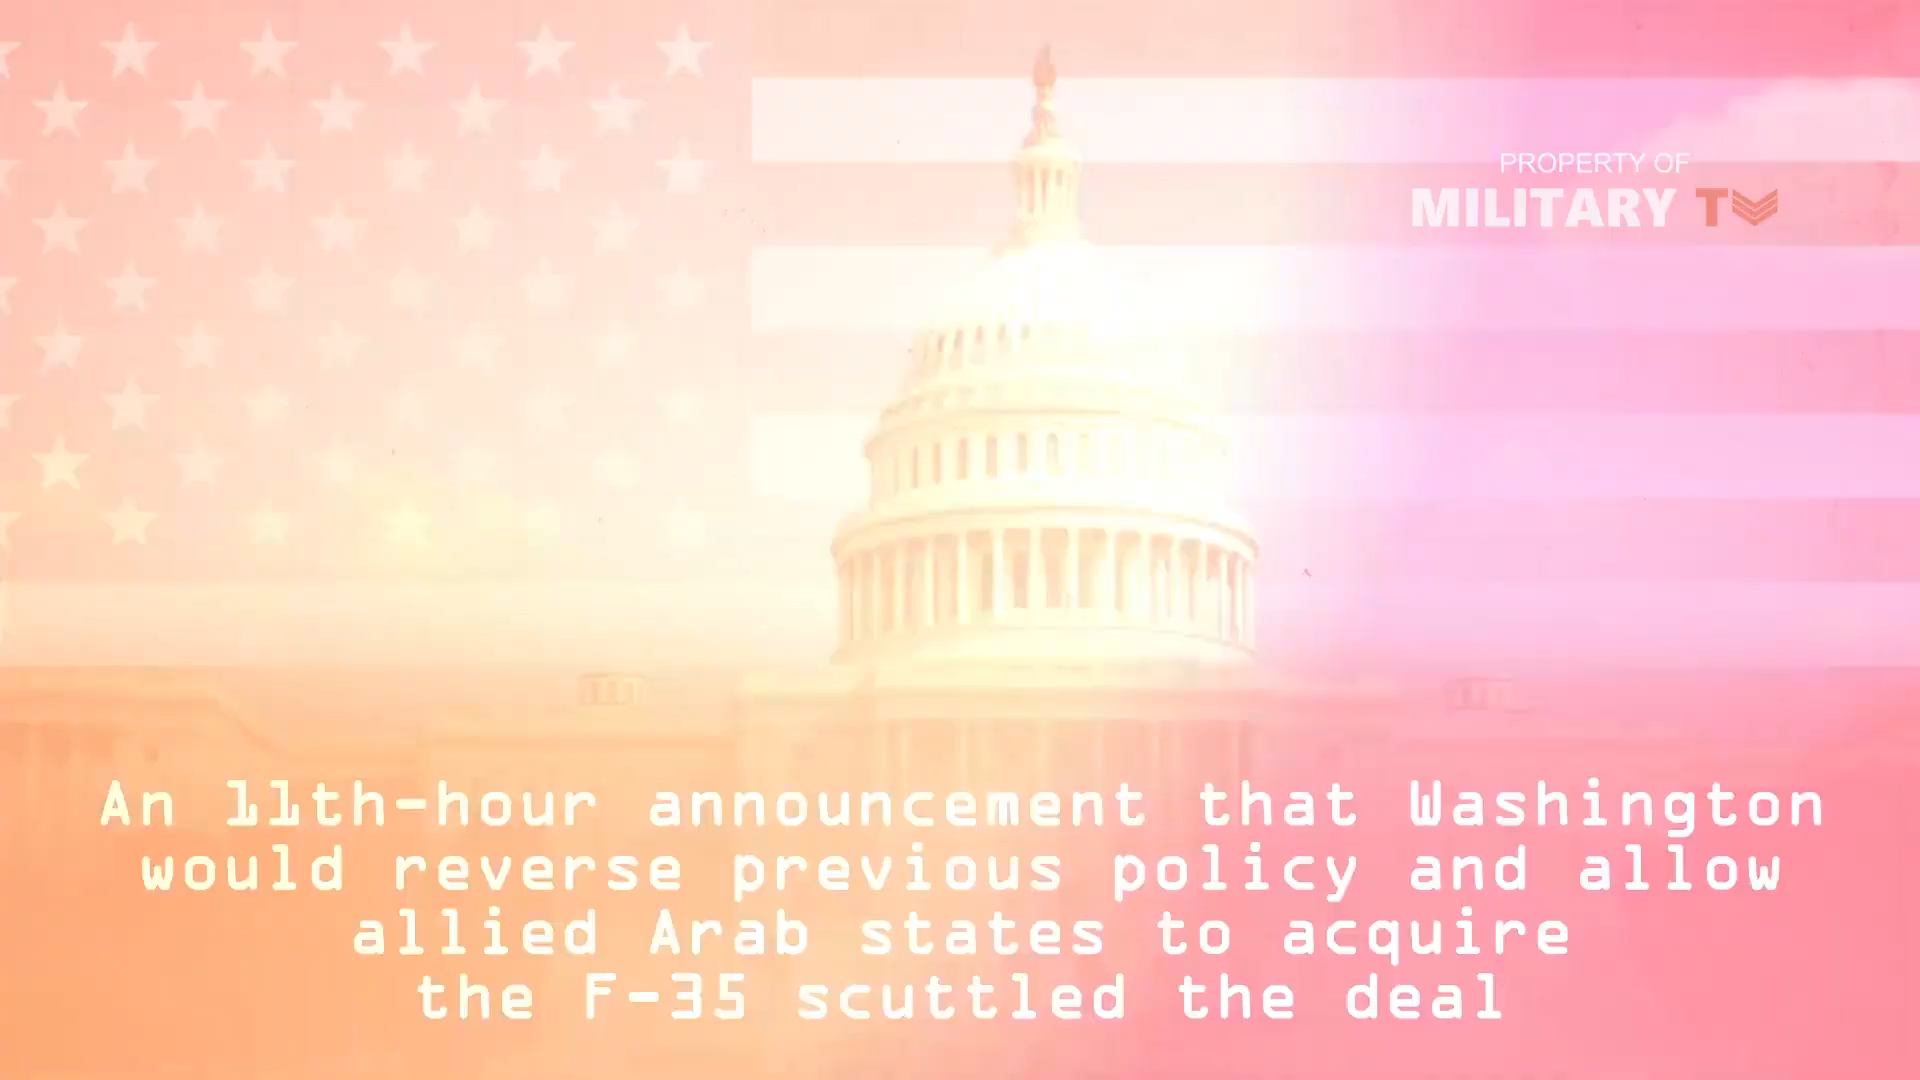 PROPERTY OF
MILITARY TV
An 11th-hour announcement that Washington
would reverse previous policy and allow
allied Arab states to acquire
the F-35 scuttled the deal